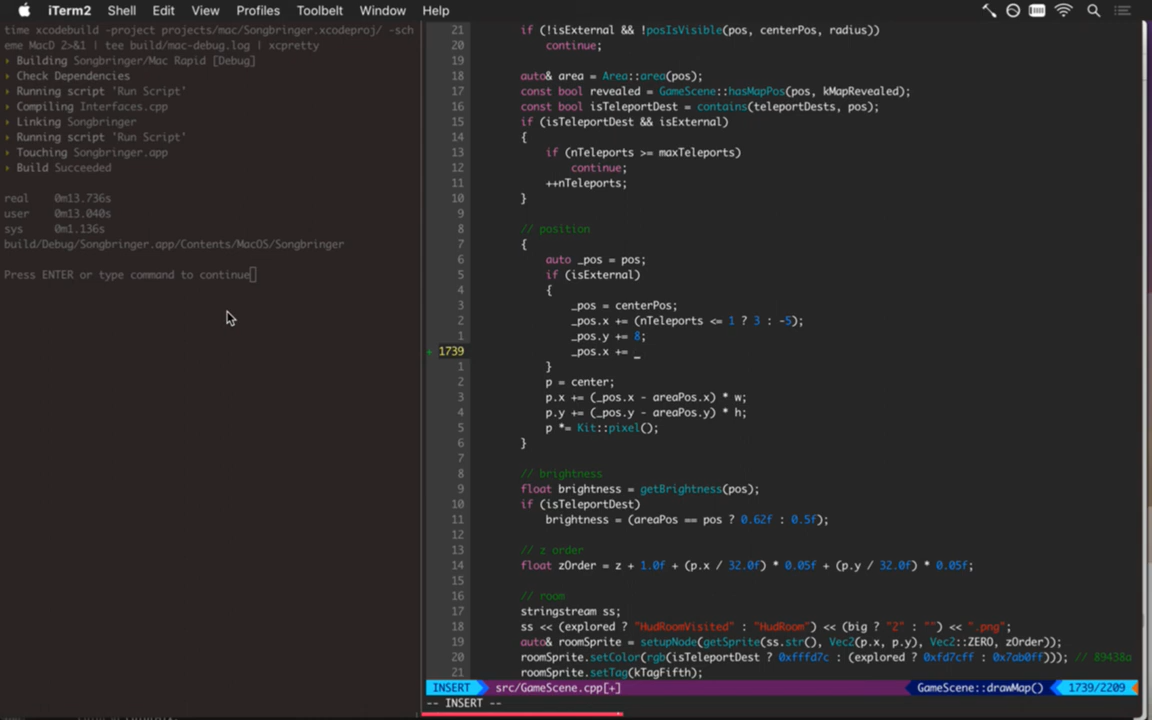 iTerm2 Shell Edit View Profiles Toolbelt Window Help
time xcodebuild -project projects/mac/Songbringer.xcodeproj/ -sch
eme MacD 2>&1 | tee build/mac-debug.log | xcpretty
Building Songbringer/Mac Rapid [Debug]
Check Dependencies
Running script 'Run Script'
Compiling Interfaces.cpp
Linking Songbringer
Running script 'Run Script'
Touching Songbringer.app
Build Succeeded
real 0m13.736s
user 0m13.040s
sys 0m1.136s
build/Debug/Songbringer.app/Contents/MacOS/Songbringer
Press ENTER or type command to continue
21 if (!isExternal && !posIsVisible(pos, centerPos, radius))
20 continue;
19
18 auto& area = Area::area(pos);
17 const bool revealed = GameScene::hasMapPos(pos, kMapRevealed);
16 const bool isTeleportDest = contains(teleportDests, pos);
15 if (isTeleportDest && isExternal)
14 {
13 if (nTeleports >= maxTeleports)
12 continue;
11 ++nTeleports;
10 }
9
8 // position
7 {
6 auto _pos = pos;
5 if (isExternal)
4 {
3 _pos = centerPos;
2 _pos.x += (nTeleports <= 1 ? 3 : -5);
1 _pos.y += 8;
+ 1739 _pos.x += _
1 }
2 p = center;
3 p.x += (_pos.x - areaPos.x) * w;
4 p.y += (_pos.y - areaPos.y) * h;
5 p *= Kit::pixel();
6 }
7
8 // brightness
9 float brightness = getBrightness(pos);
10 if (isTeleportDest)
11 brightness = (areaPos == pos ? 0.62f : 0.5f);
12
13 // z order
14 float zOrder = z + 1.0f + (p.x / 32.0f) * 0.05f + (p.y / 32.0f) * 0.05f;
15
16 // room
17 stringstream ss;
18 ss << (explored ? "HudRoomVisited" : "HudRoom") << (big ? "2" : "") << ".png";
19 auto& roomSprite = setupNode(getSprite(ss.str(), Vec2(p.x, p.y), Vec2::ZERO, zOrder));
20 roomSprite.setColor(rgb(isTeleportDest ? 0xfffd7c : (explored ? 0xfd7cff : 0x7ab0ff))); // 89438a
21 roomSprite.setTag(kTagFifth);
INSERT src/GameScene.cpp[+] GameScene::drawMap() 1739/2209
-- INSERT --